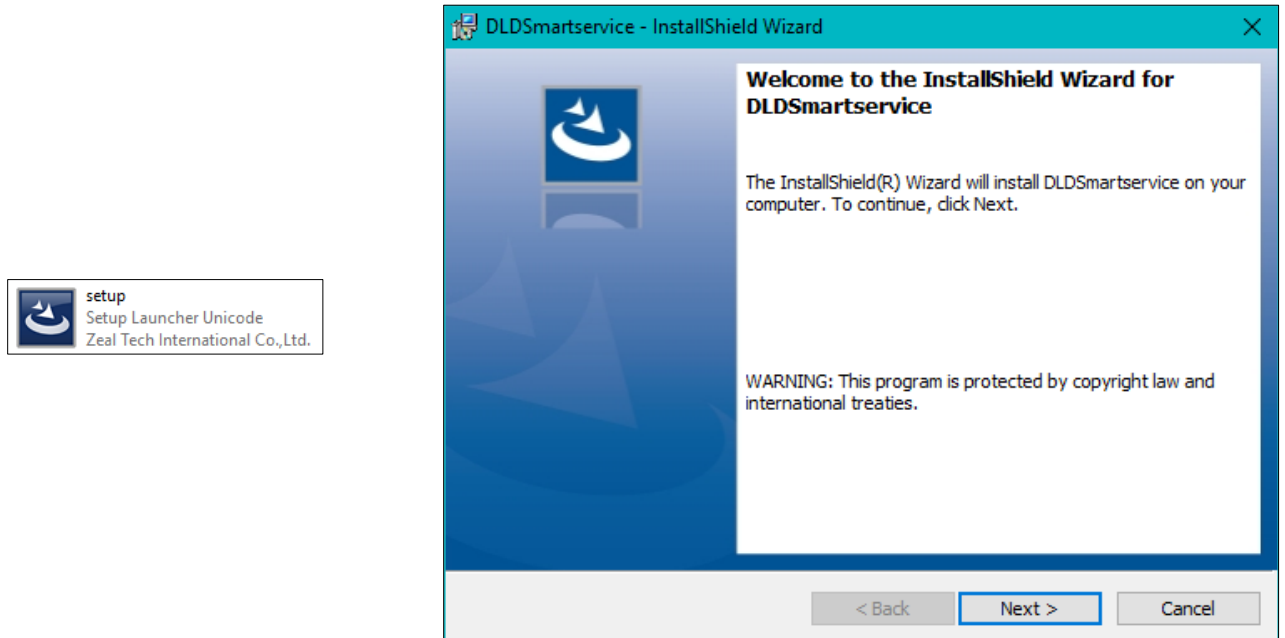 DLDSmartservice - InstallShield Wizard
Welcome to the InstallShield Wizard for
DLDSmartservice
The InstallShield(R) Wizard will install DLDSmartservice on your
computer. To continue, click Next.
setup
Setup Launcher Unicode
Zeal Tech International Co.,Ltd.
WARNING: This program is protected by copyright law and
international treaties.
< Back
Next >
Cancel